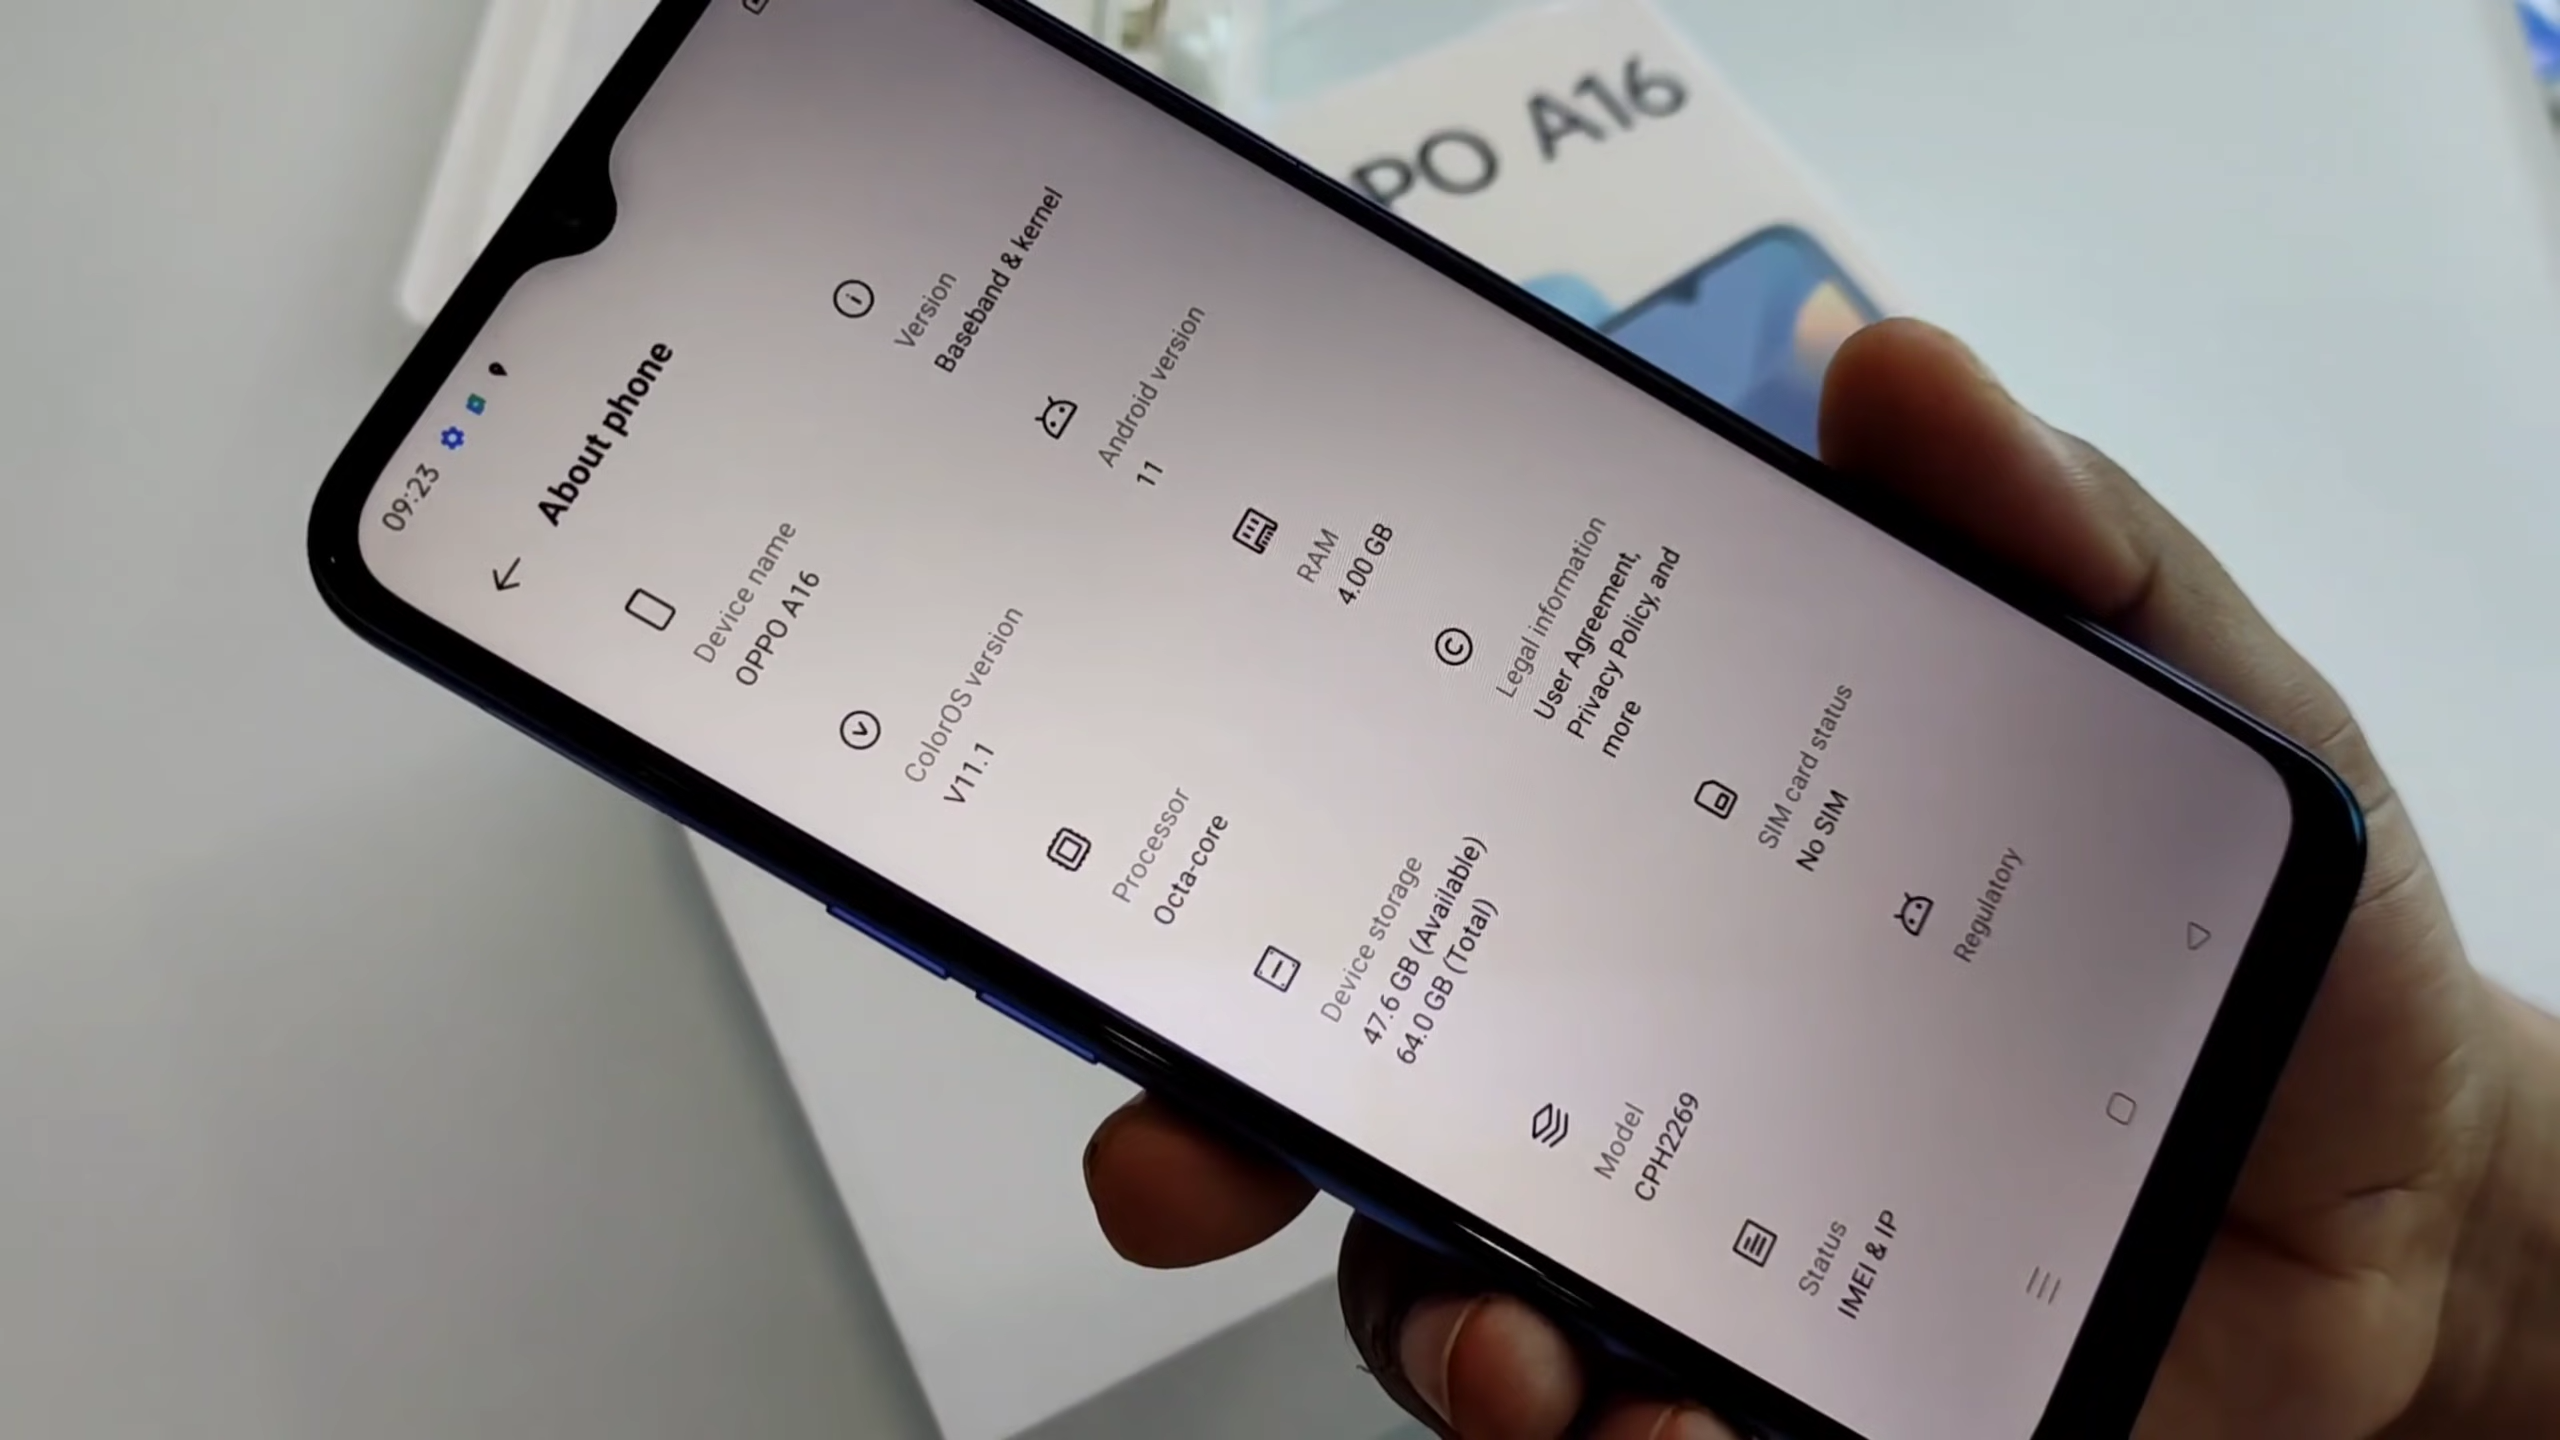 09:23
About phone
Device name
OPPO A16
Version
Baseband & kernel
ColorOS version
V11.1
Android version
11
Processor
Octa-core
RAM
4.00 GB
Device storage
47.6 GB (Available)
64.0 GB (Total)
Legal information
User Agreement,
Privacy Policy, and
more
Model
CPH2269
SIM card status
No SIM
Status
IMEI & IP
Regulatory
PO A16